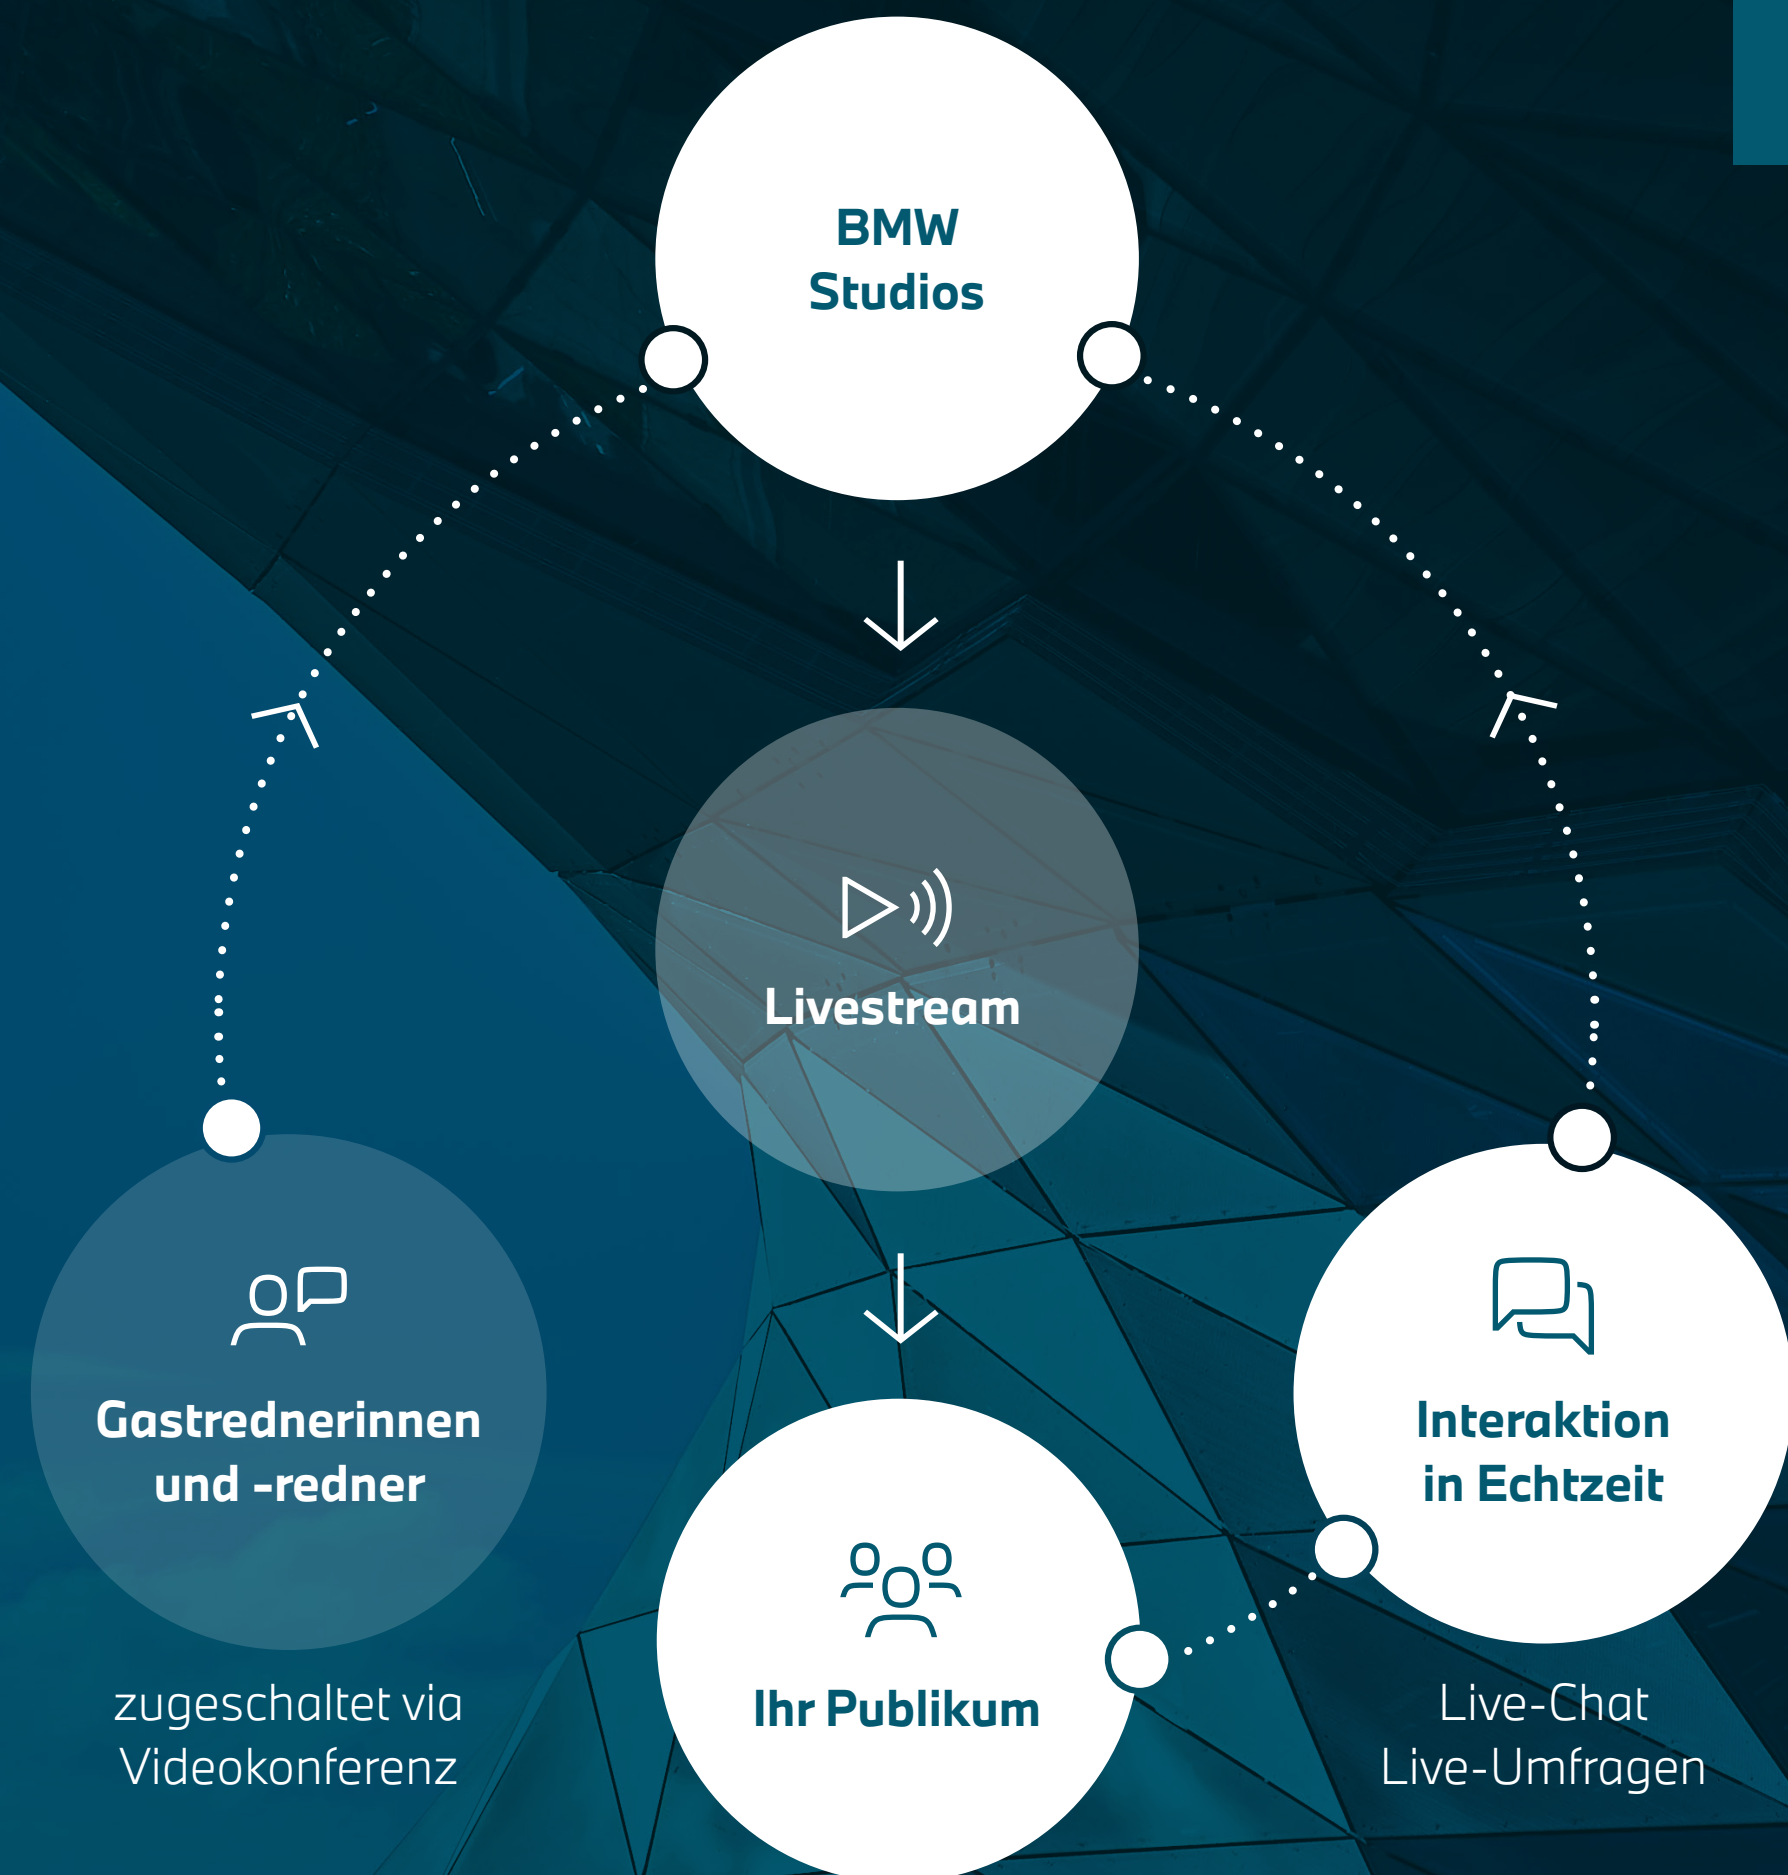 BMW
Studios
Livestream
Gastrednerinnen
und -redner
zugeschaltet via
Videokonferenz
Ihr Publikum
Interaktion
in Echtzeit
Live-Chat
Live-Umfragen